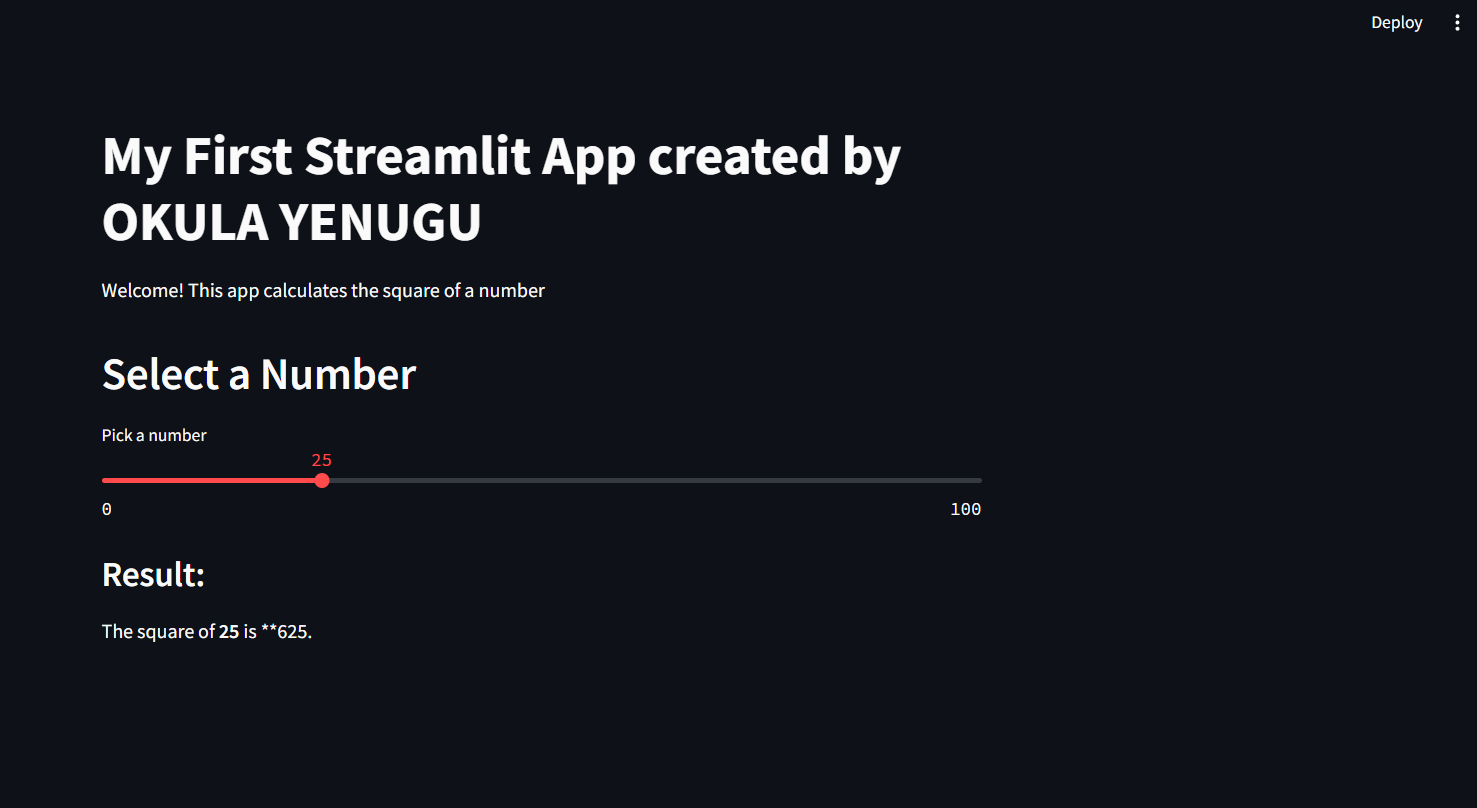 Deploy
My First Streamlit App created by
OKULA YENUGU
Welcome! This app calculates the square of a number
Select a Number
Pick a number
25
0 100
Result:
The square of 25 is **625.